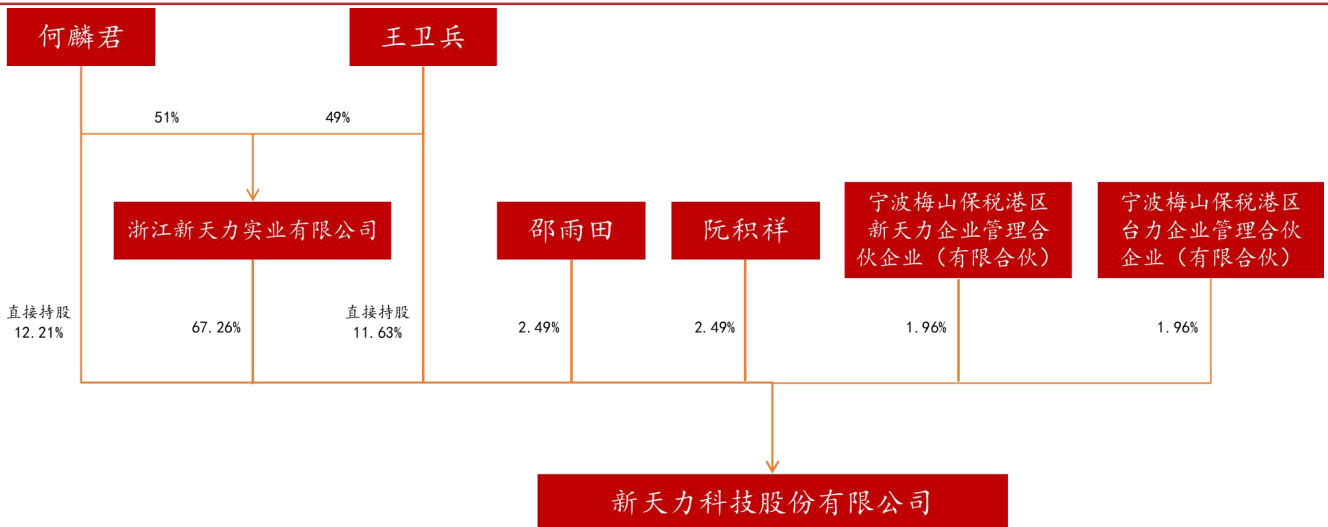 何麟君
王卫兵
51%
49%
浙江新天力实业有限公司
邵雨田
阮积祥
宁波梅山保税港区
新天力企业管理合
伙企业（有限合伙）
宁波梅山保税港区
台力企业管理合伙
企业（有限合伙）
直接持股
12.21%
67.26%
直接持股
11.63%
2.49%
2.49%
1.96%
1.96%
新天力科技股份有限公司